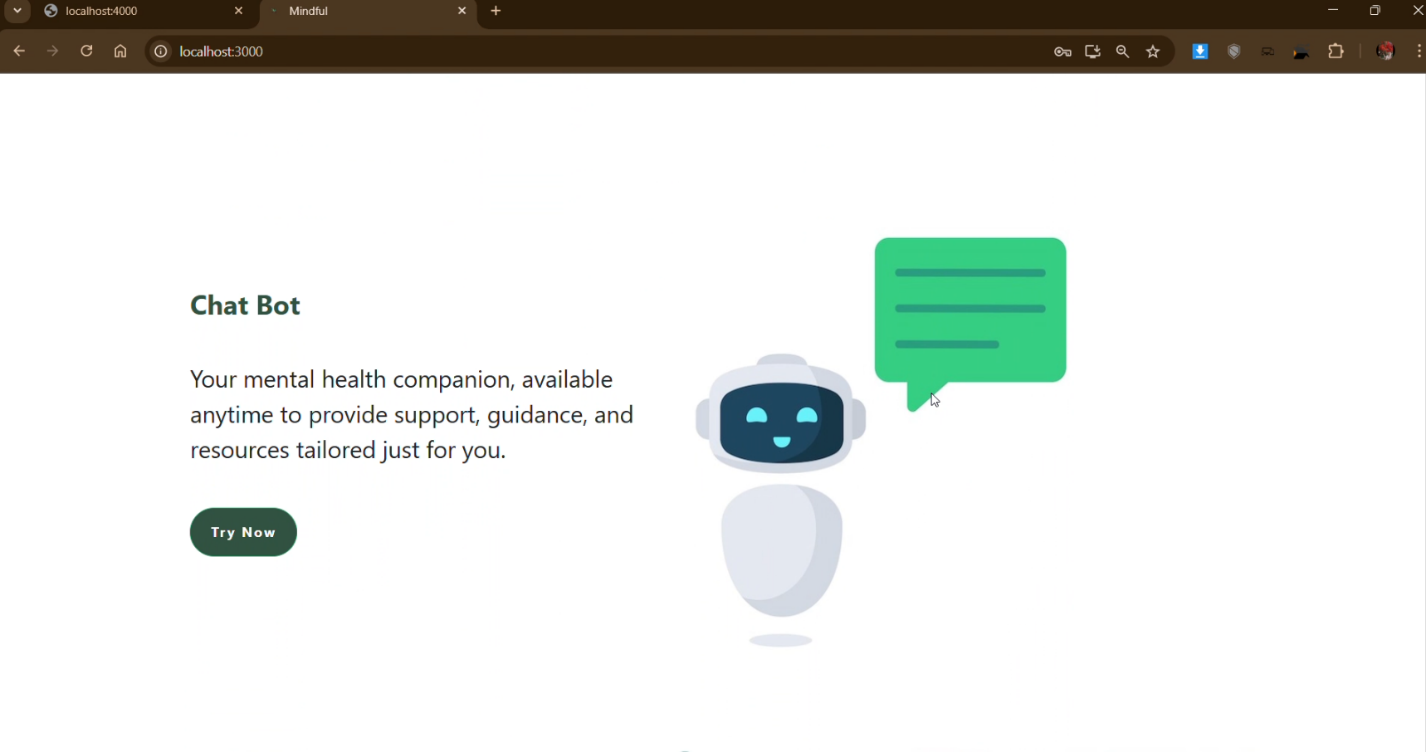 localhost:4000
Mindful
localhost:3000
Chat Bot
Your mental health companion, available
anytime to provide support, guidance, and
resources tailored just for you.
Try Now